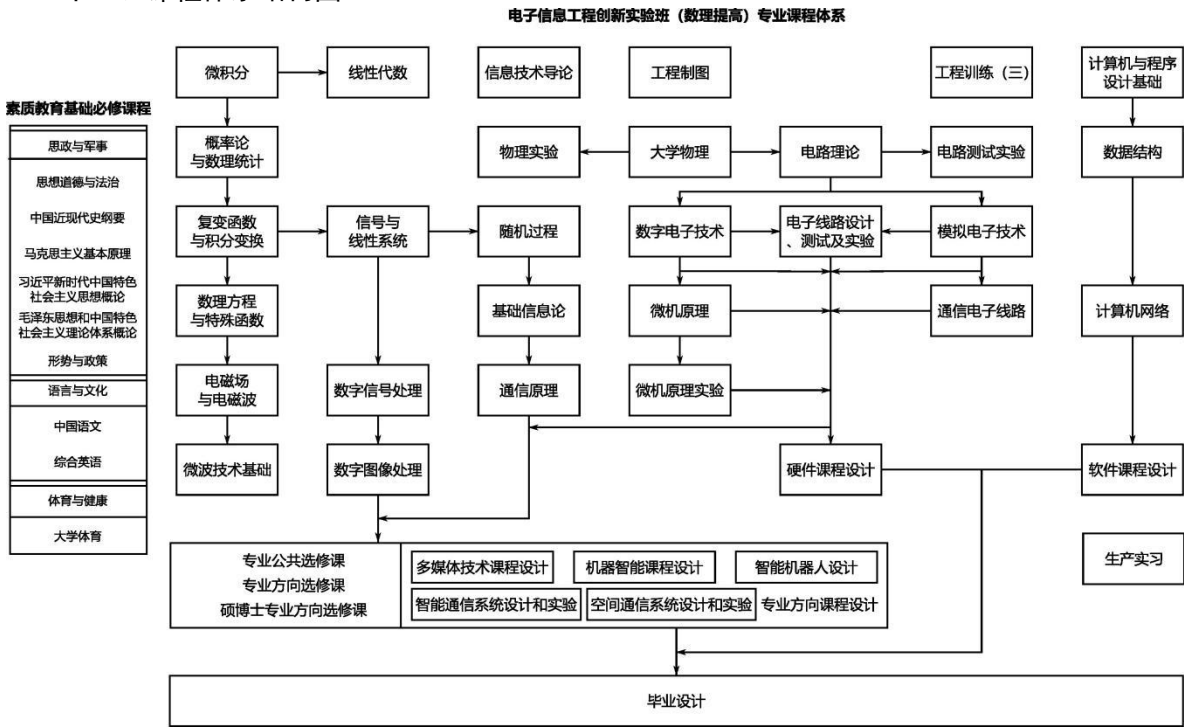 电子信息工程创新实验班（数理提高）专业课程体系
微积分
线性代数
信息技术导论
工程制图
工程训练（三）
计算机与程序
设计基础
素质教育基础必修课程
思政与军事
思想道德与法治
中国近现代史纲要
马克思主义基本原理
习近平新时代中国特色
社会主义思想概论
毛泽东思想和中国特色
社会主义理论体系概论
形势与政策
语言与文化
中国语文
综合英语
体育与健康
大学体育
概率论
与数理统计
物理实验
大学物理
电路理论
电路测试实验
数据结构
复变函数
与积分变换
信号与
线性系统
随机过程
数字电子技术
电子线路设计
、测试及实验
模拟电子技术
数理方程
与特殊函数
基础信息论
微机原理
通信电子线路
计算机网络
电磁场
与电磁波
数字信号处理
通信原理
微机原理实验
微波技术基础
数字图像处理
硬件课程设计
软件课程设计
专业公共选修课
专业方向选修课
硕博士专业方向选修课
多媒体技术课程设计
机器智能课程设计
智能机器人设计
智能通信系统设计和实验
空间通信系统设计和实验
专业方向课程设计
生产实习
毕业设计